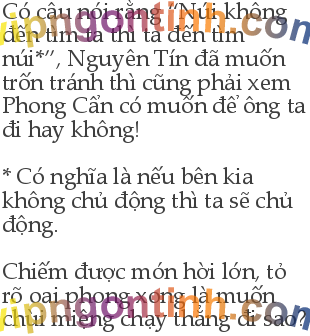 Có câu nói rằng "Núi không
đến tìm ta thì ta đến tìm
núi*", Nguyên Tín đã muốn
trốn tránh thì cũng phải xem
Phong Cẩn có muốn để ông ta
đi hay không!
* Có nghĩa là nếu bên kia
không chủ động thì ta sẽ chủ
động.
Chiếm được món hời lớn, tỏ
rõ oai phong xong là muốn
chùi miệng chạy thẳng đi sao?
vipngontinh.com
vipngontinh.com